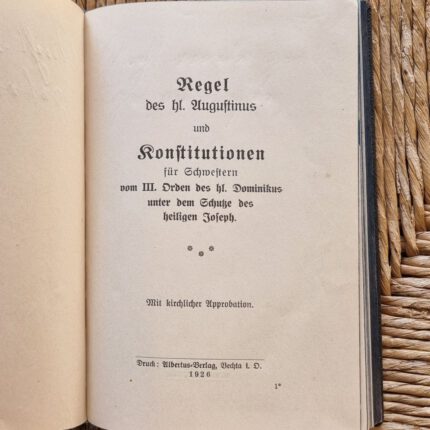 Regel
des hl. Augustinus
und
Konstitutionen
für Schwestern
vom III. Orden des hl. Dominikus
unter dem Schutze des
heiligen Joseph.
Mit kirchlicher Approbation.
Druck: Albertus-Verlag, Vechta i. O.
1926
1*